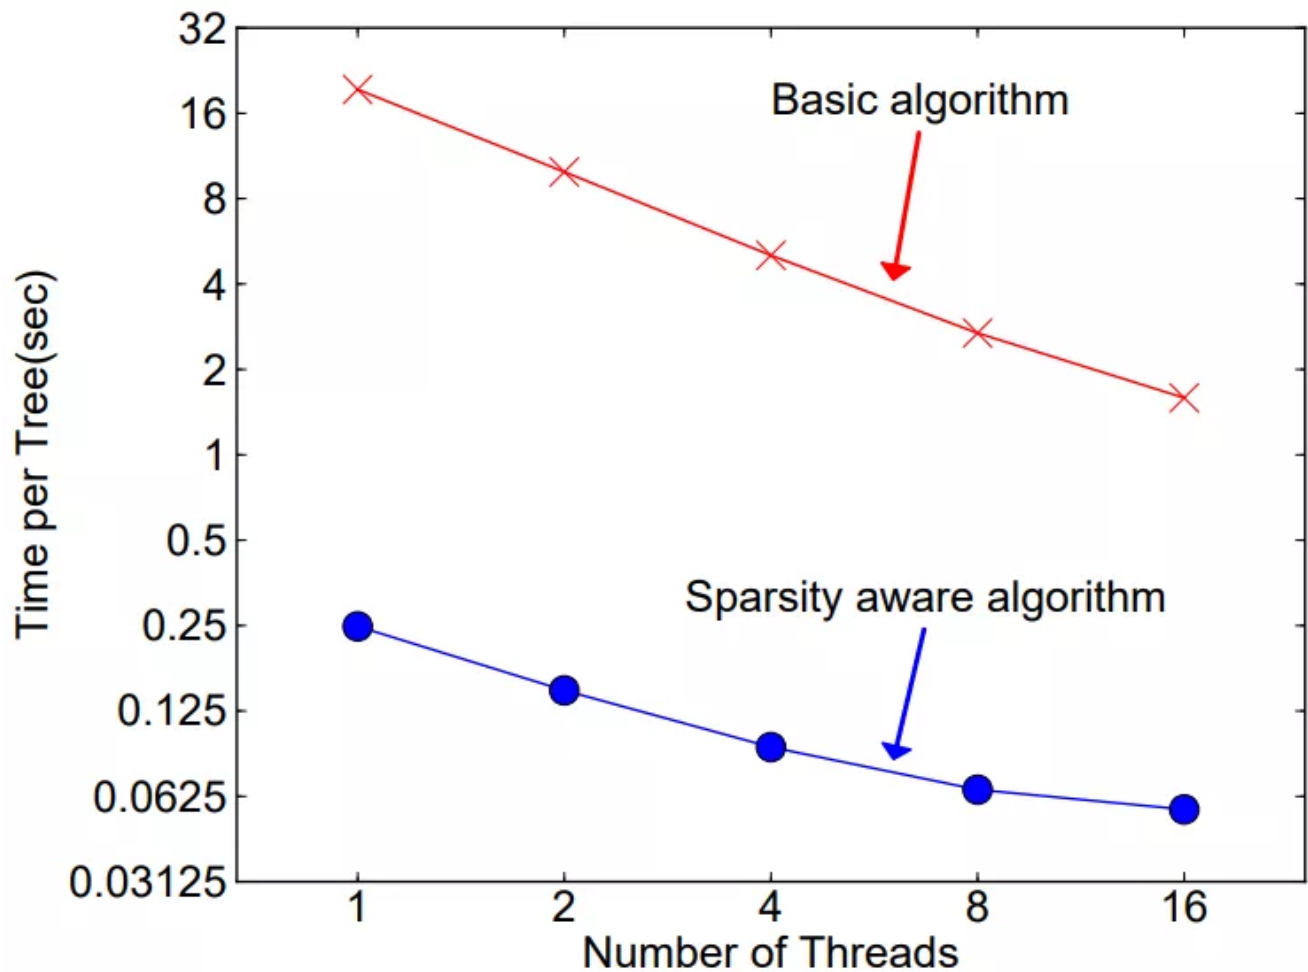 32
16
8
4
2
1
0.5
0.25
0.125
0.0625
0.03125
Time per Tree(sec)
Basic algorithm
Sparsity aware algorithm
1 2 4 8 16
Number of Threads